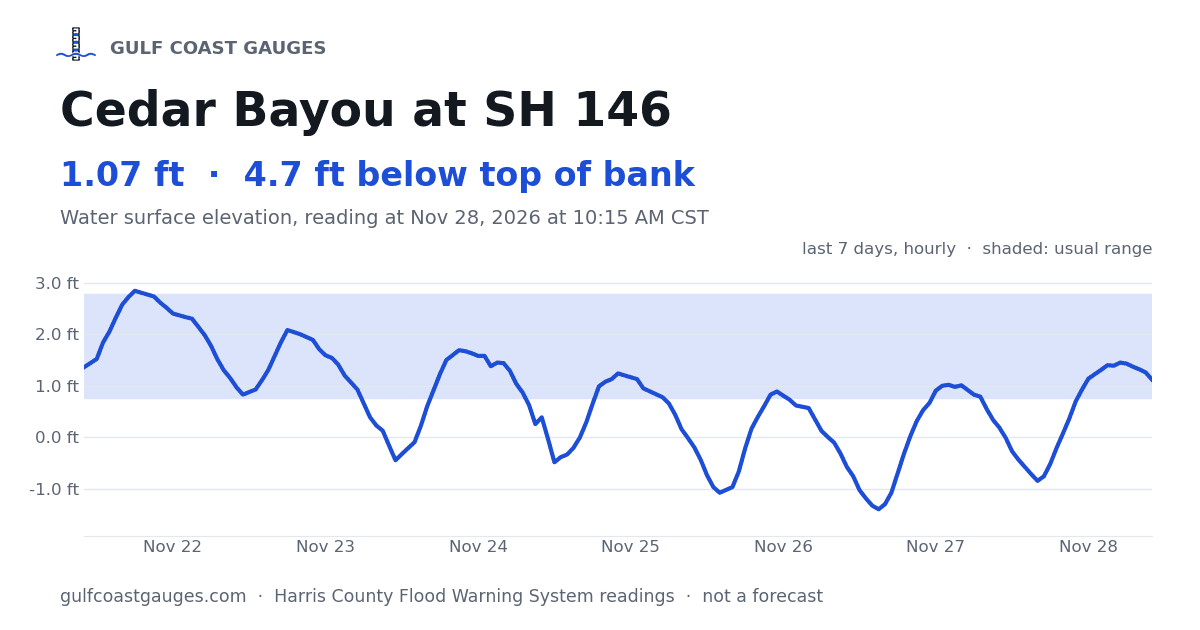 GULF COAST GAUGES
Cedar Bayou at SH 146
1.07 ft · 4.7 ft below top of bank
Water surface elevation, reading at Nov 28, 2026 at 10:15 AM CST
last 7 days, hourly · shaded: usual range
3.0 ft
2.0 ft
1.0 ft
0.0 ft
-1.0 ft
Nov 22 Nov 23 Nov 24 Nov 25 Nov 26 Nov 27 Nov 28
gulfcoastgauges.com · Harris County Flood Warning System readings · not a forecast